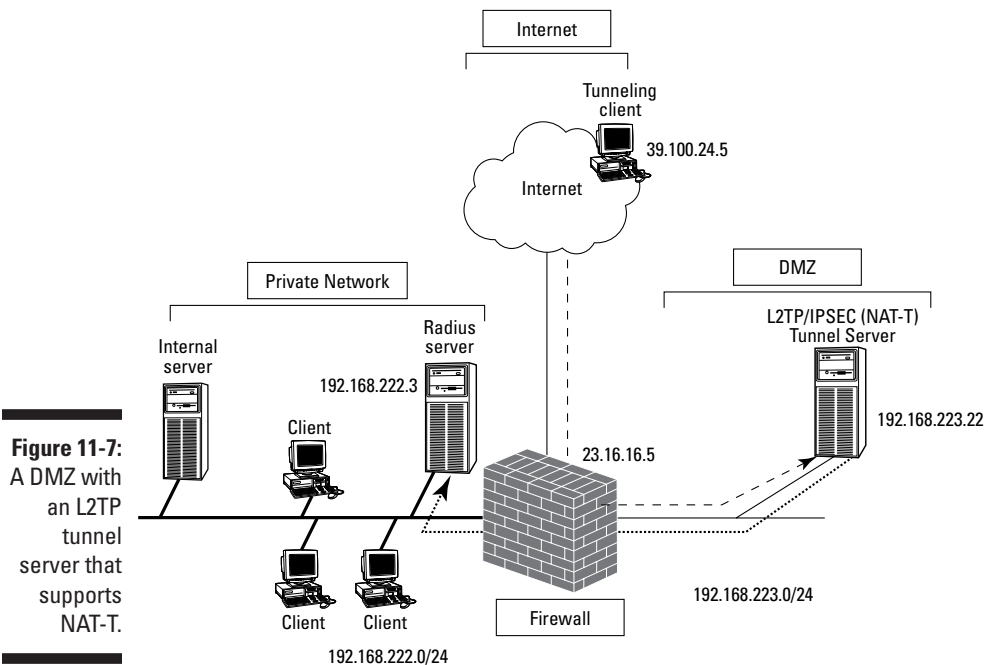 Internet
Tunneling
client
39.100.24.5
Internet
Private Network
DMZ
L2TP/IPSEC (NAT-T)
Tunnel Server
Radius
server
Internal
server
192.168.222.3
192.168.223.22
Client
23.16.16.5
Figure 11-7:
A DMZ with
an L2TP
tunnel
server that
supports
NAT-T.
Client
Client
Firewall
192.168.223.0/24
192.168.222.0/24